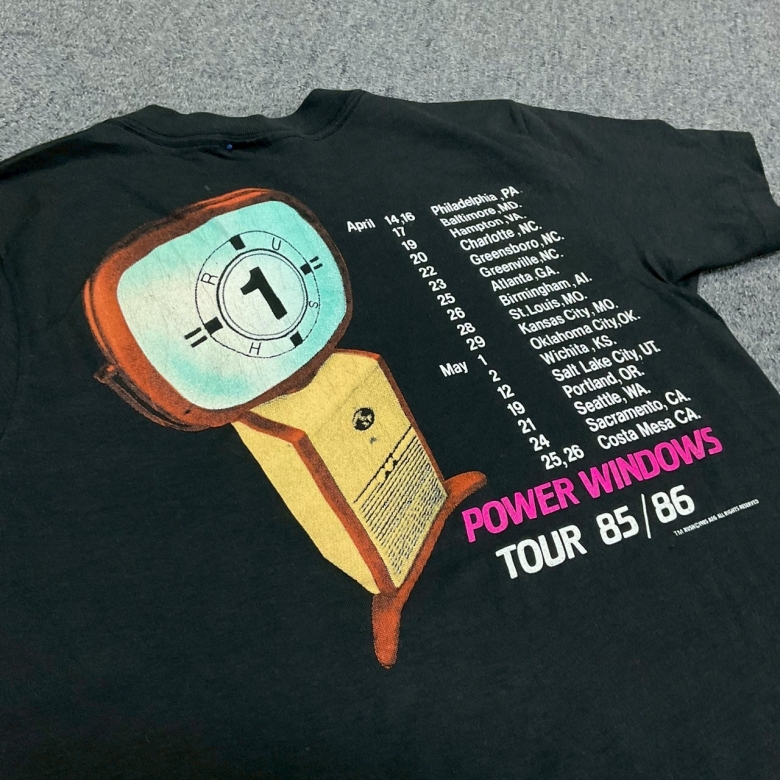 R U S H
1
April 14,16 Philadelphia,PA.
17 Baltimore,MD.
19 Hampton,VA.
20 Charlotte,NC.
22 Greensboro,NC.
23 Greenville,NC.
25 Atlanta,GA.
26 Birmingham,Al.
28 St.Louis,MO.
29 Kansas City,MO.
May 1 Oklahoma City,OK.
2 Wichita,KS.
12 Salt Lake City,UT.
19 Portland,OR.
21 Seattle,WA.
24 Sacramento,CA.
25,26 Costa Mesa CA.
POWER WINDOWS
TOUR 85/86
ALL RIGHTS RESERVED